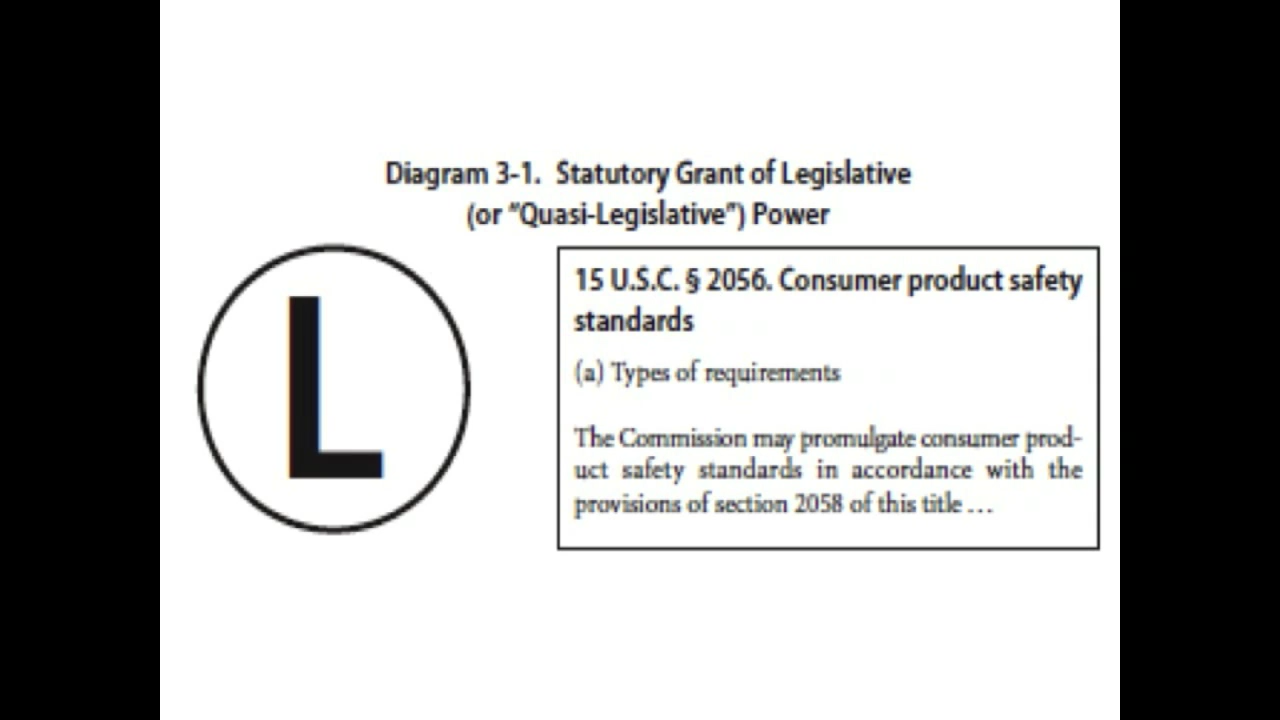 Diagram 3-1. Statutory Grant of Legislative
(or “Quasi-Legislative”) Power
L
15 U.S.C. § 2056. Consumer product safety
standards
(a) Types of requirements
The Commission may promulgate consumer prod-
uct safety standards in accordance with the
provisions of section 2058 of this title …